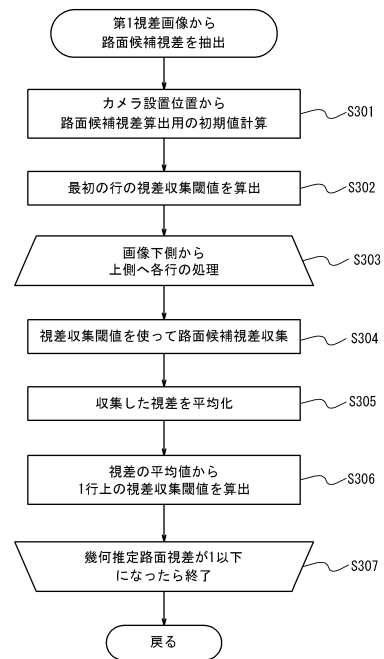 第1視差画像から
路面候補視差を抽出
カメラ設置位置から
路面候補視差算出用の初期値計算
S301
最初の行の視差収集閾値を算出
S302
画像下側から
上側へ各行の処理
S303
視差収集閾値を使って路面候補視差収集
S304
収集した視差を平均化
S305
視差の平均値から
1行上の視差収集閾値を算出
S306
幾何推定路面視差が1以下
になったら終了
S307
戻る